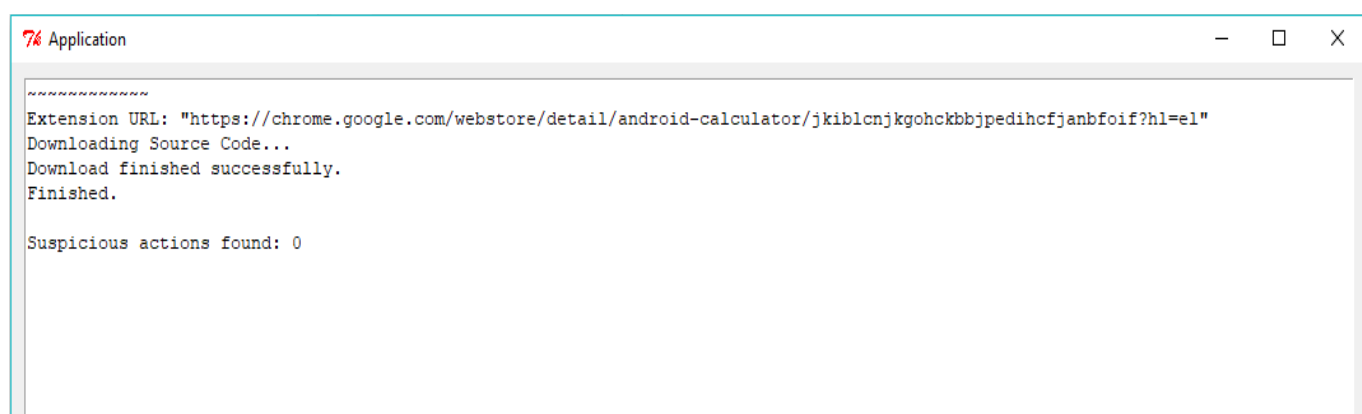 Application
~~~~~~~~~~~~
Extension URL: "https://chrome.google.com/webstore/detail/android-calculator/jkiblcnjkgohckbbjpedihcfjanbfoif?hl=el"
Downloading Source Code...
Download finished successfully.
Finished.
Suspicious actions found: 0